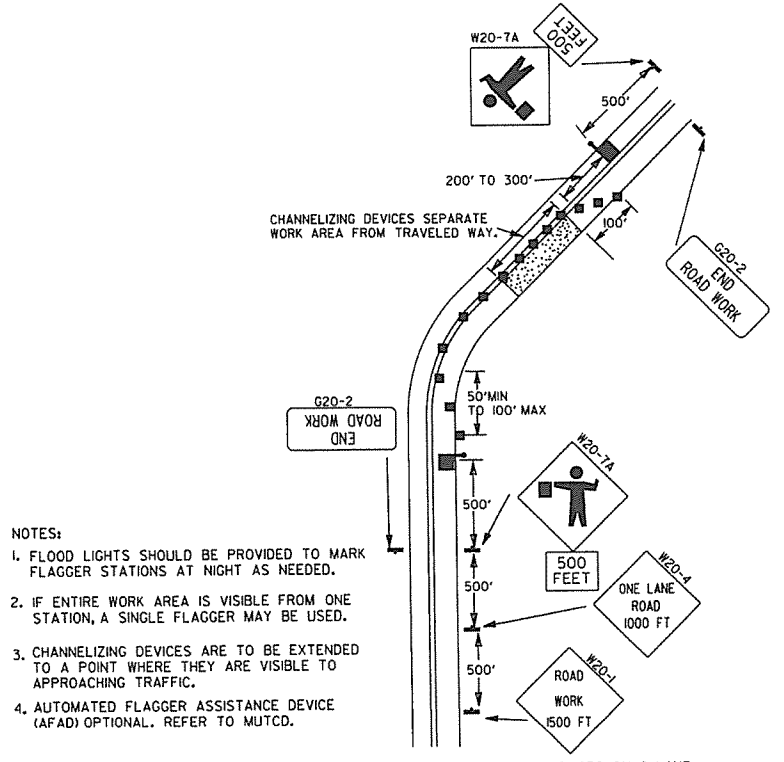 W20-7A
500
FEET
500'
200' TO 300'
CHANNELIZING DEVICES SEPARATE
WORK AREA FROM TRAVELED WAY.
100'
G20-2
END
ROAD WORK
G20-2
END
ROAD WORK
50'MIN
TO 100' MAX
W20-7A
500'
500
FEET
500'
W20-4
ONE LANE
ROAD
1000 FT
500'
W20-1
ROAD
WORK
1500 FT
NOTES:
1. FLOOD LIGHTS SHOULD BE PROVIDED TO MARK
FLAGGER STATIONS AT NIGHT AS NEEDED.
2. IF ENTIRE WORK AREA IS VISIBLE FROM ONE
STATION, A SINGLE FLAGGER MAY BE USED.
3. CHANNELIZING DEVICES ARE TO BE EXTENDED
TO A POINT WHERE THEY ARE VISIBLE TO
APPROACHING TRAFFIC.
4. AUTOMATED FLAGGER ASSISTANCE DEVICE
(AFAD) OPTIONAL. REFER TO MUTCD.